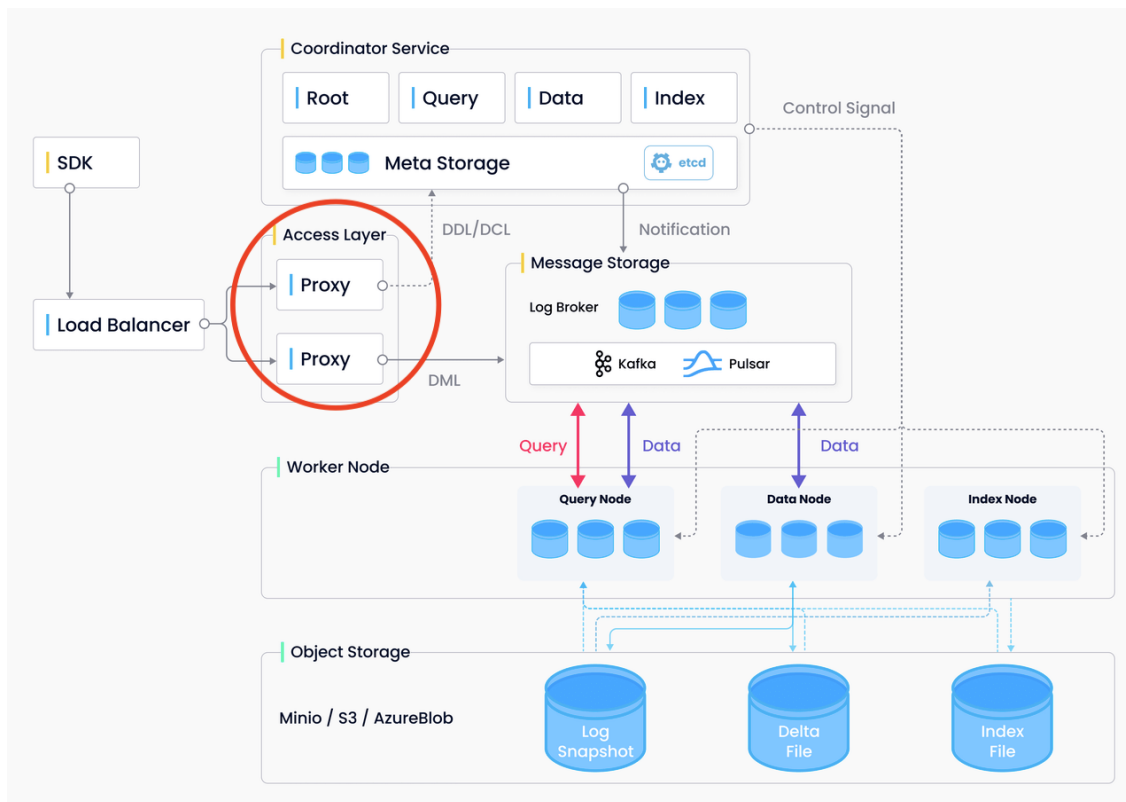 Coordinator Service
Root
Query
Data
Index
Control Signal
Meta Storage
etcd
SDK
DDL/DCL
Notification
Access Layer
Proxy
Message Storage
Log Broker
Load Balancer
Proxy
Kafka
Pulsar
DML
Query
Data
Data
Worker Node
Query Node
Data Node
Index Node
Object Storage
Minio / S3 / AzureBlob
Log
Snapshot
Delta
File
Index
File